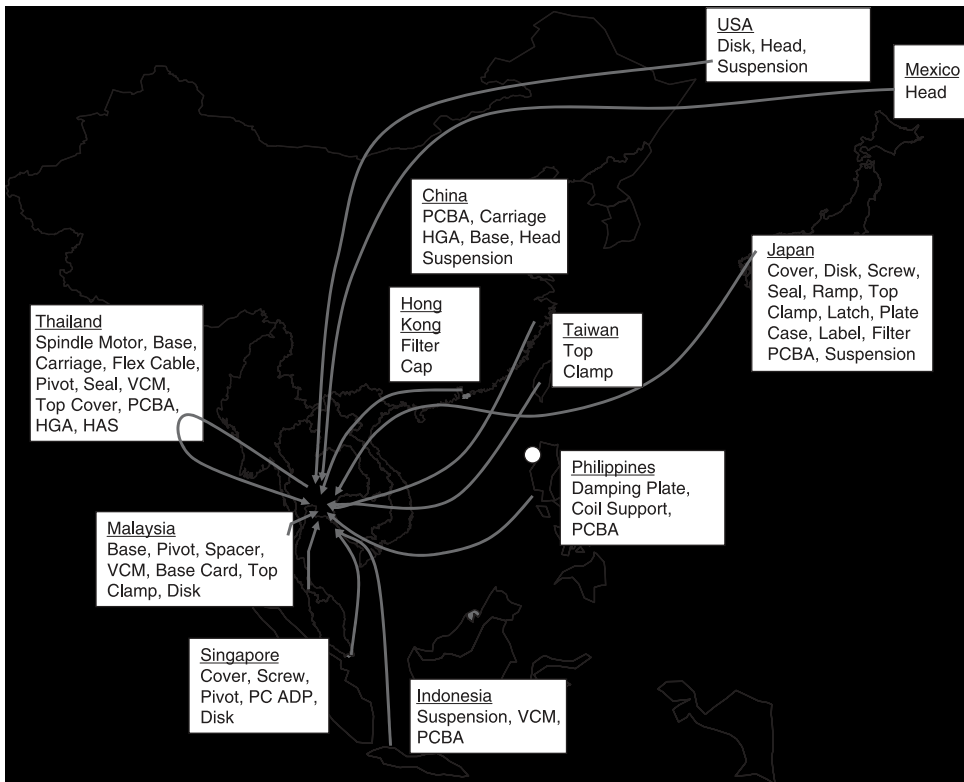 USA
Disk, Head,
Suspension
Mexico
Head
China
PCBA, Carriage
HGA, Base, Head
Suspension
Japan
Cover, Disk, Screw,
Seal, Ramp, Top
Clamp, Latch, Plate
Case, Label, Filter
PCBA, Suspension
Hong
Kong
Filter
Cap
Taiwan
Top
Clamp
Thailand
Spindle Motor, Base,
Carriage, Flex Cable,
Pivot, Seal, VCM,
Top Cover, PCBA,
HGA, HAS
Philippines
Damping Plate,
Coil Support,
PCBA
Malaysia
Base, Pivot, Spacer,
VCM, Base Card, Top
Clamp, Disk
Singapore
Cover, Screw,
Pivot, PC ADP,
Disk
Indonesia
Suspension, VCM,
PCBA